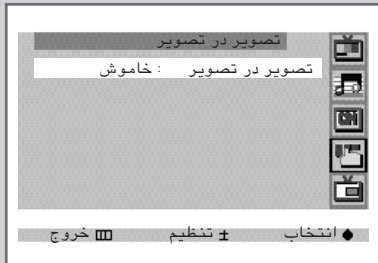 تصویر در تصویر
تصویر در تصویر : خاموش
انتخاب ± تنظیم خروج